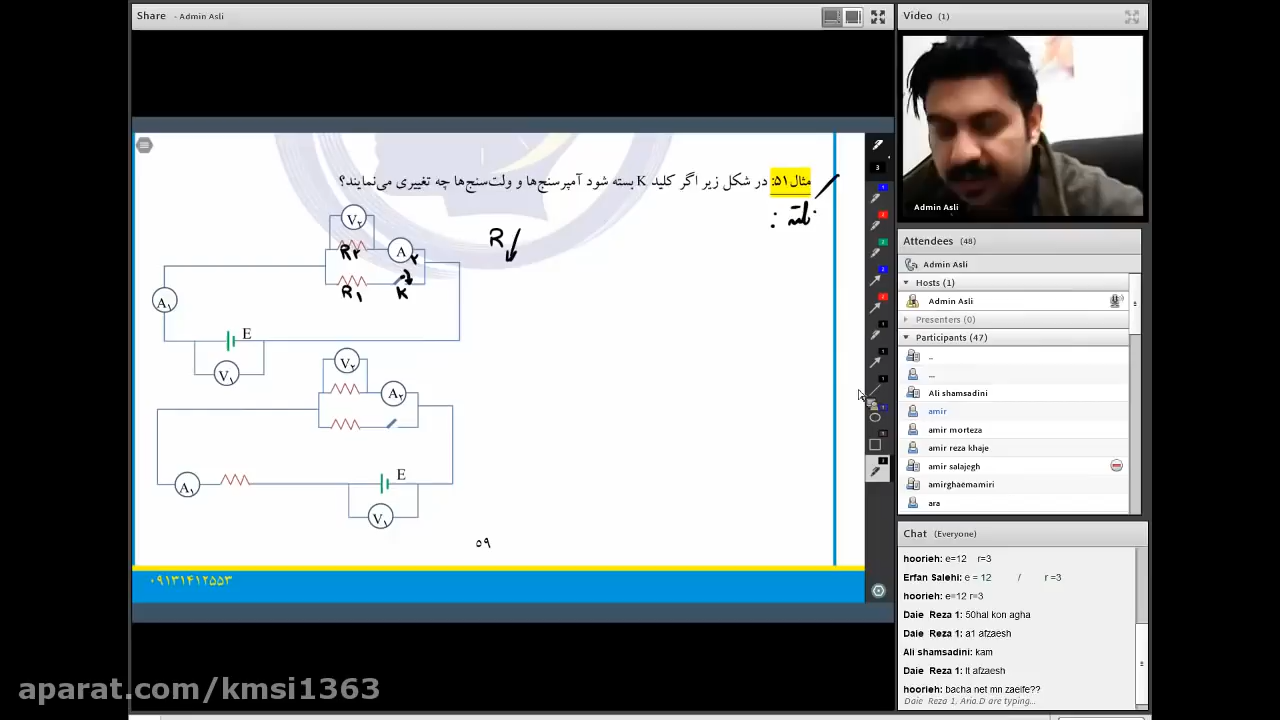 Share - Admin Asli
Video (1)
مثال۵۱: در شکل زیر اگر کلید K بسته شود آمپرسنج‌ها و ولت‌سنج‌ها چه تغییری می‌نمایند؟
V۲
R۲
A۲
R۱
K
R
A۱
E
V۱
V۲
A۲
A۱
E
V۱
۵۹
۰۹۱۳۱۴۱۲۵۵۳
3
Admin Asli
Attendees (48)
Admin Asli
Hosts (1)
Admin Asli
Presenters (0)
Participants (47)
..
...
Ali shamsadini
amir
amir morteza
amir reza khaje
amir salajegh
amirghaemamiri
ara
Chat (Everyone)
hoorieh: e=12 r=3
Erfan Salehi: e = 12 / r =3
hoorieh: e=12 r=3
Daie Reza 1: 50hal kon agha
Daie Reza 1: a1 afzaesh
Ali shamsadini: kam
Daie Reza 1: It afzaesh
hoorieh: bacha net mn zaeife??
Daie Reza 1, Aria.D are typing...
aparat.com/kmsi1363